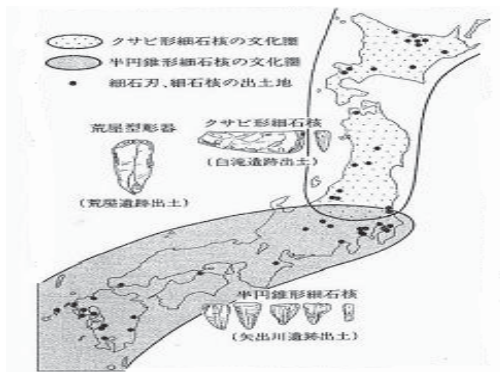 クサビ形細石核の文化圏
半円錐形細石核の文化圏
細石刃、細石核の出土地
荒屋型彫器
(荒屋遺跡出土)
クサビ形細石核
(白滝遺跡出土)
半円錐形細石核
(矢出川遺跡出土)